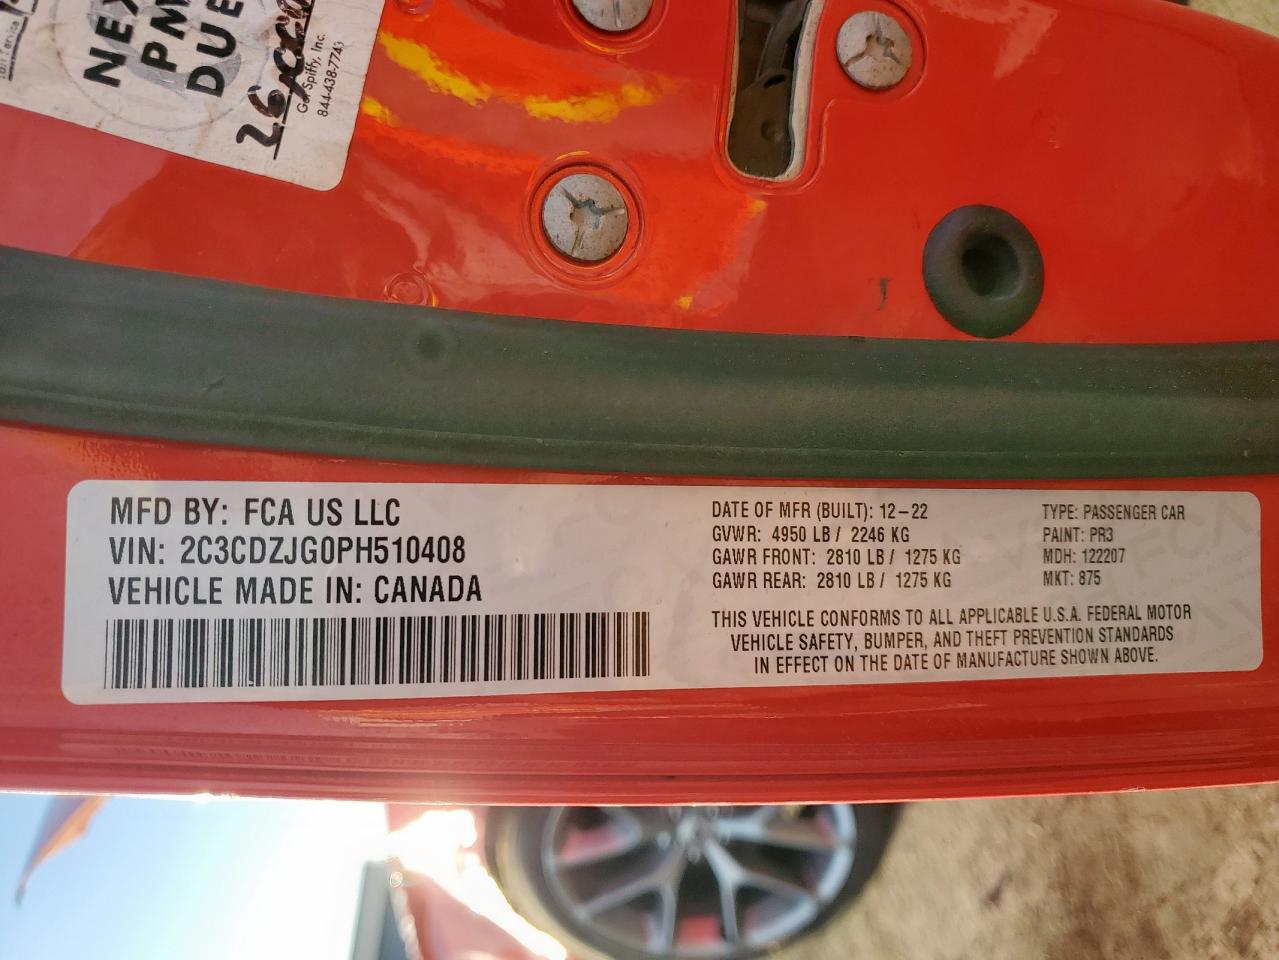 NEX
PM
DUE
Get Spiffy, Inc.
844-438-7743
MFD BY: FCA US LLC
VIN: 2C3CDZJG0PH510408
VEHICLE MADE IN: CANADA
DATE OF MFR (BUILT): 12-22
GVWR: 4950 LB / 2246 KG
GAWR FRONT: 2810 LB / 1275 KG
GAWR REAR: 2810 LB / 1275 KG
TYPE: PASSENGER CAR
PAINT: PR3
MDH: 122207
MKT: 875
THIS VEHICLE CONFORMS TO ALL APPLICABLE U.S.A. FEDERAL MOTOR
VEHICLE SAFETY, BUMPER, AND THEFT PREVENTION STANDARDS
IN EFFECT ON THE DATE OF MANUFACTURE SHOWN ABOVE.